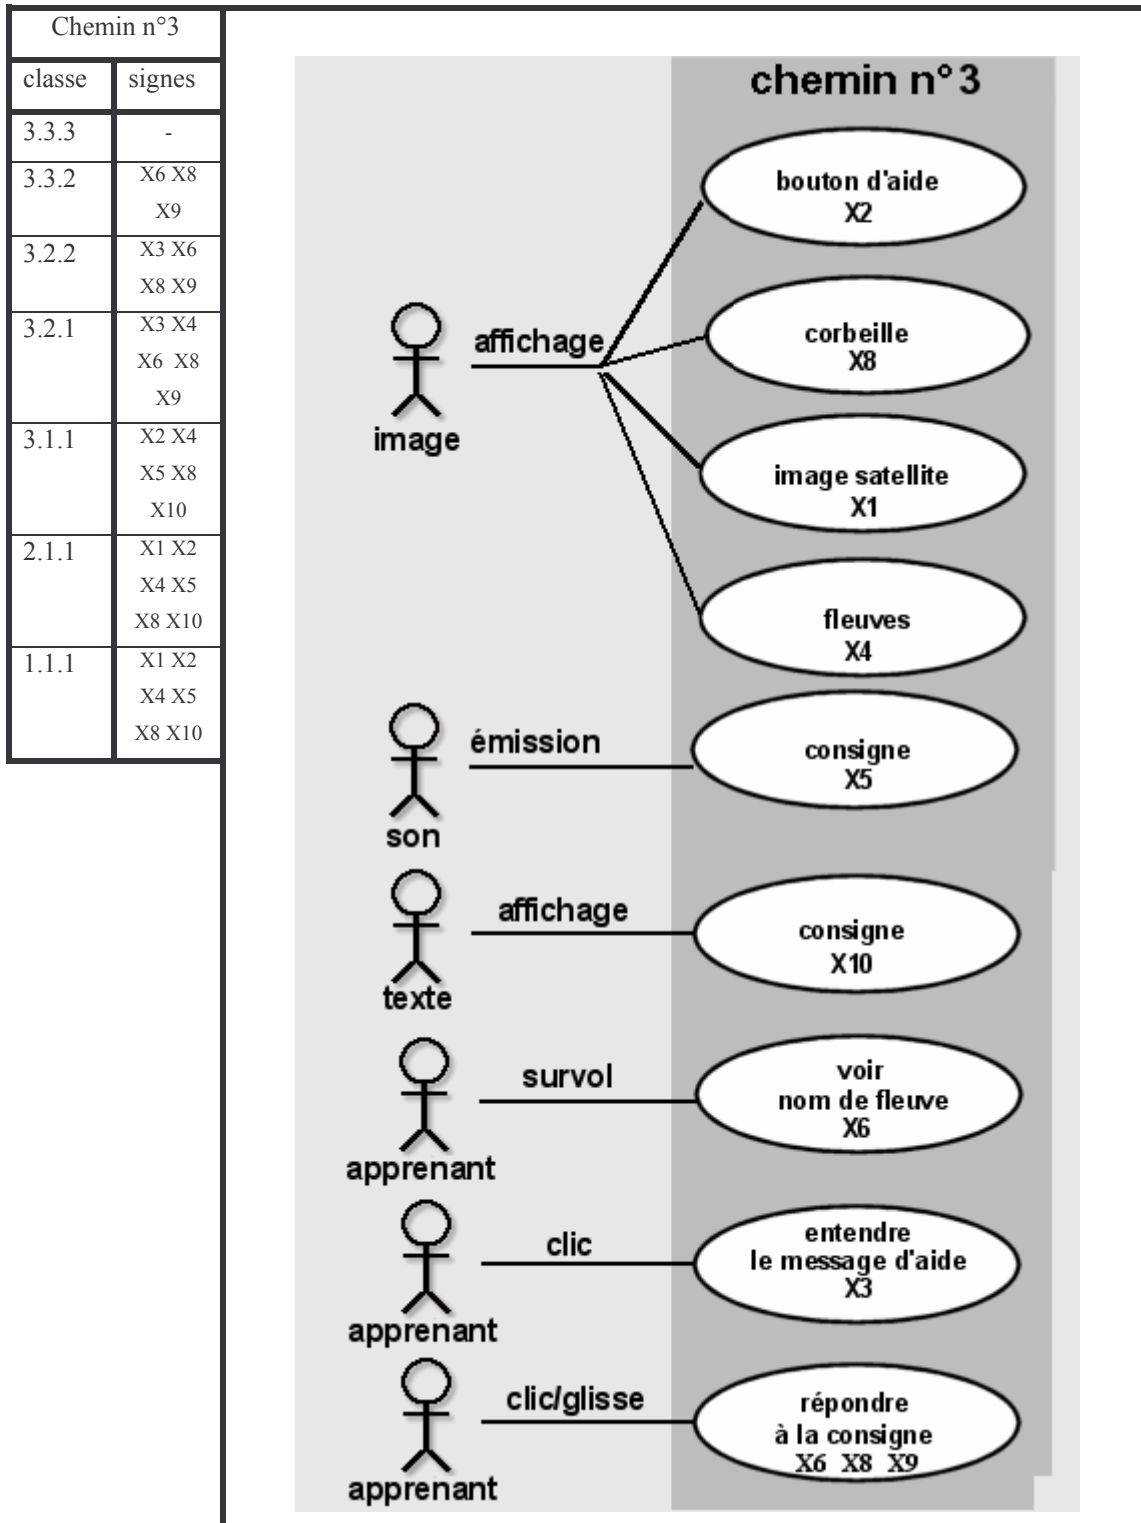 Chemin n°3
classe signes
3.3.3 -
3.3.2 X6 X8
X9
3.2.2 X3 X6
X8 X9
3.2.1 X3 X4
X6 X8
X9
3.1.1 X2 X4
X5 X8
X10
2.1.1 X1 X2
X4 X5
X8 X10
1.1.1 X1 X2
X4 X5
X8 X10
chemin n°3
bouton d'aide
X2
affichage
corbeille
X8
image
image satellite
X1
fleuves
X4
émission
consigne
X5
son
affichage
consigne
X10
texte
survol
voir
nom de fleuve
X6
apprenant
clic
entendre
le message d'aide
X3
apprenant
clic/glisse
répondre
à la consigne
X6 X8 X9
apprenant